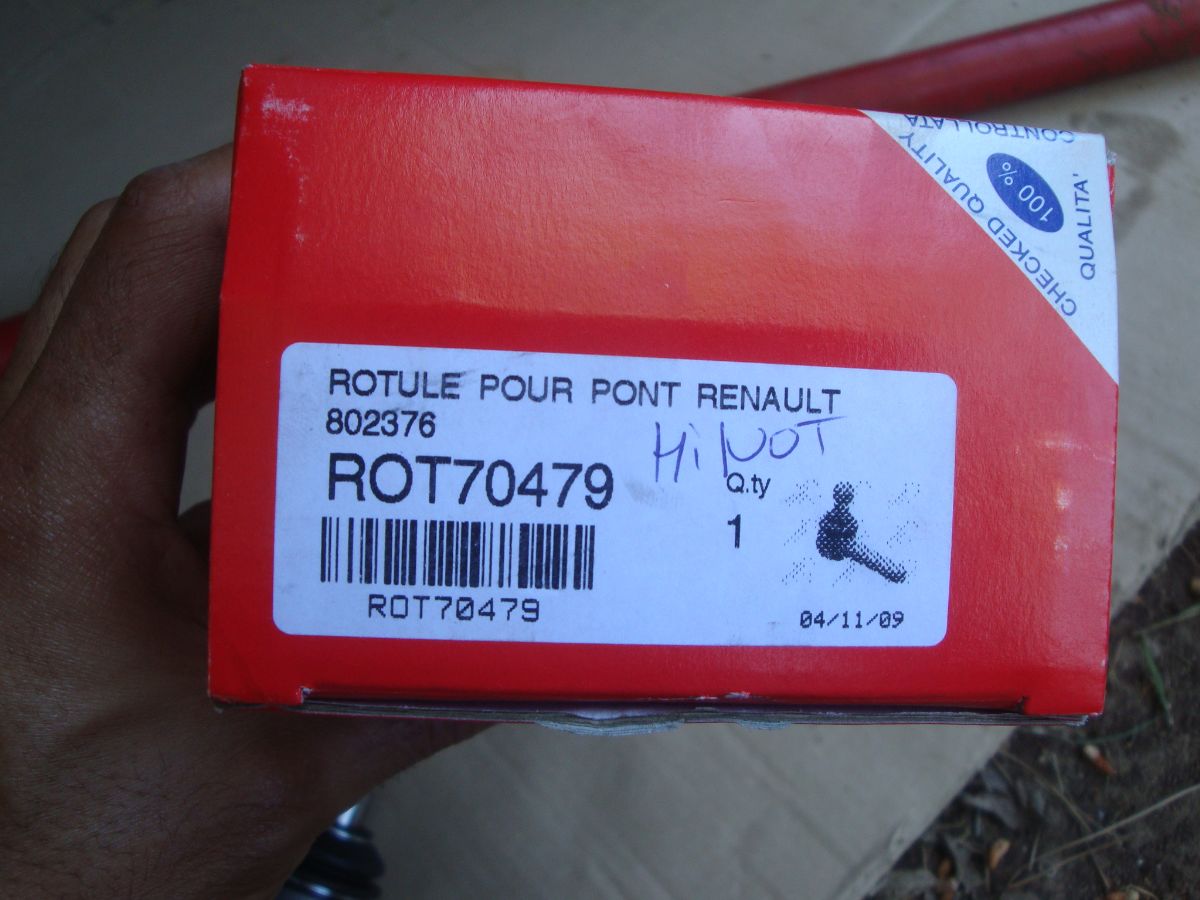 CHECKED QUALITY
QUALITA' CONTROLLATA
100 %
ROTULE POUR PONT RENAULT
802376
ROT70479
Q.ty
1
ROT70479
04/11/09